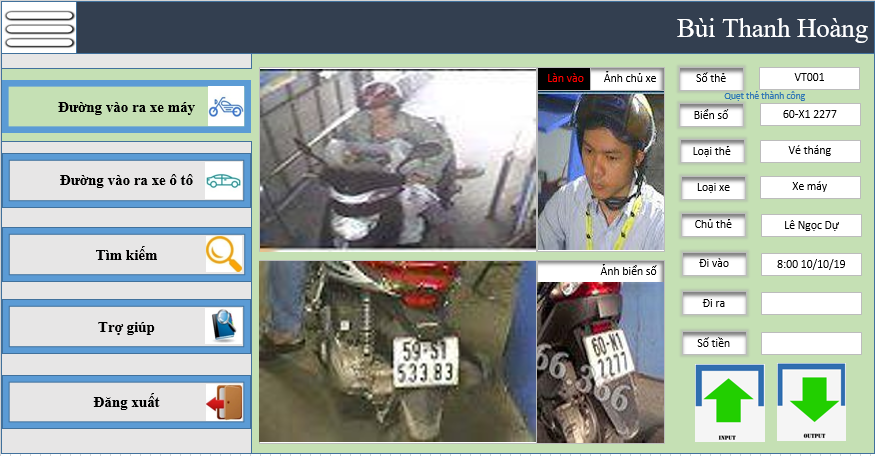 Bùi Thanh Hoàng
Đường vào ra xe máy
Đường vào ra xe ô tô
Tìm kiếm
Trợ giúp
Đăng xuất
Làn vào
Ảnh chủ xe
59-S1
533 83
Ảnh biển số
60-N1
2277
66.3 66
Số thẻ
VT001
Quẹt thẻ thành công
Biển số
60-X1 2277
Loại thẻ
Vé tháng
Loại xe
Xe máy
Chủ thẻ
Lê Ngọc Dự
Đi vào
8:00 10/10/19
Đi ra
Số tiền
INPUT
OUTPUT